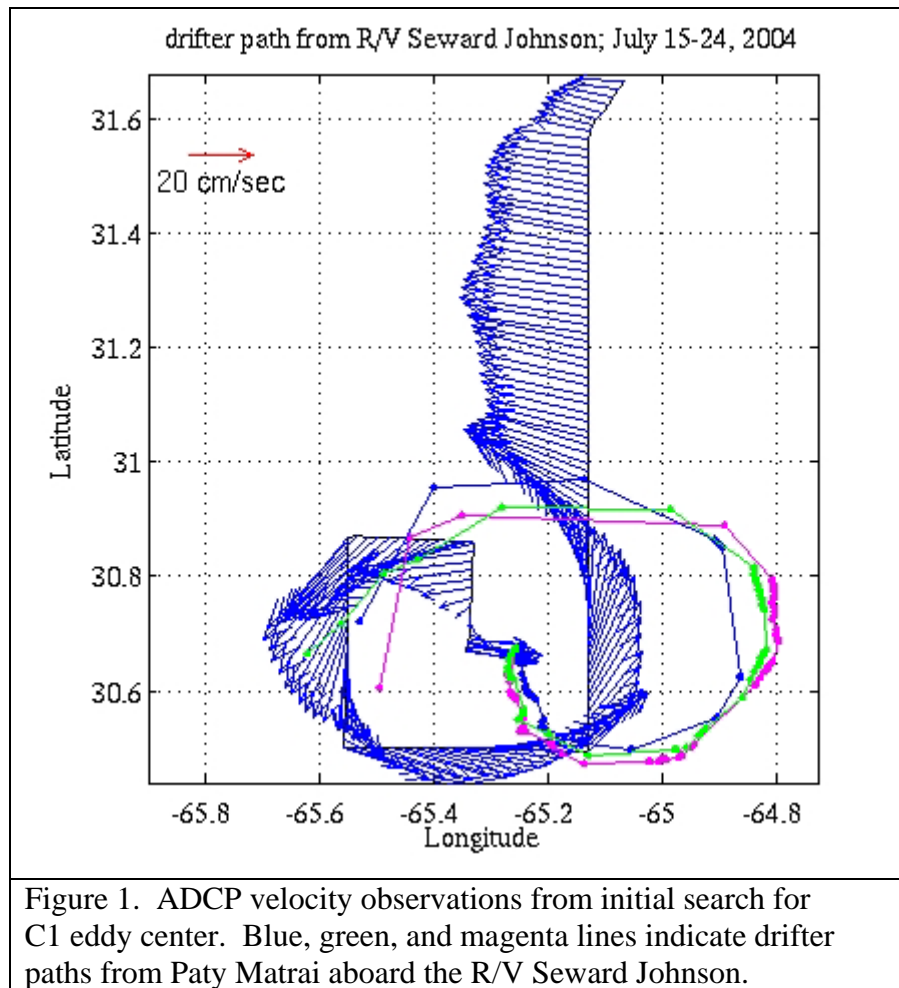 drifter path from R/V Seward Johnson; July 15-24, 2004
31.6
20 cm/sec
31.4
31.2
Latitude
31
30.8
30.6
-65.8 -65.6 -65.4 -65.2 -65 -64.8
Longitude
Figure 1. ADCP velocity observations from initial search for
C1 eddy center. Blue, green, and magenta lines indicate drifter
paths from Paty Matrai aboard the R/V Seward Johnson.